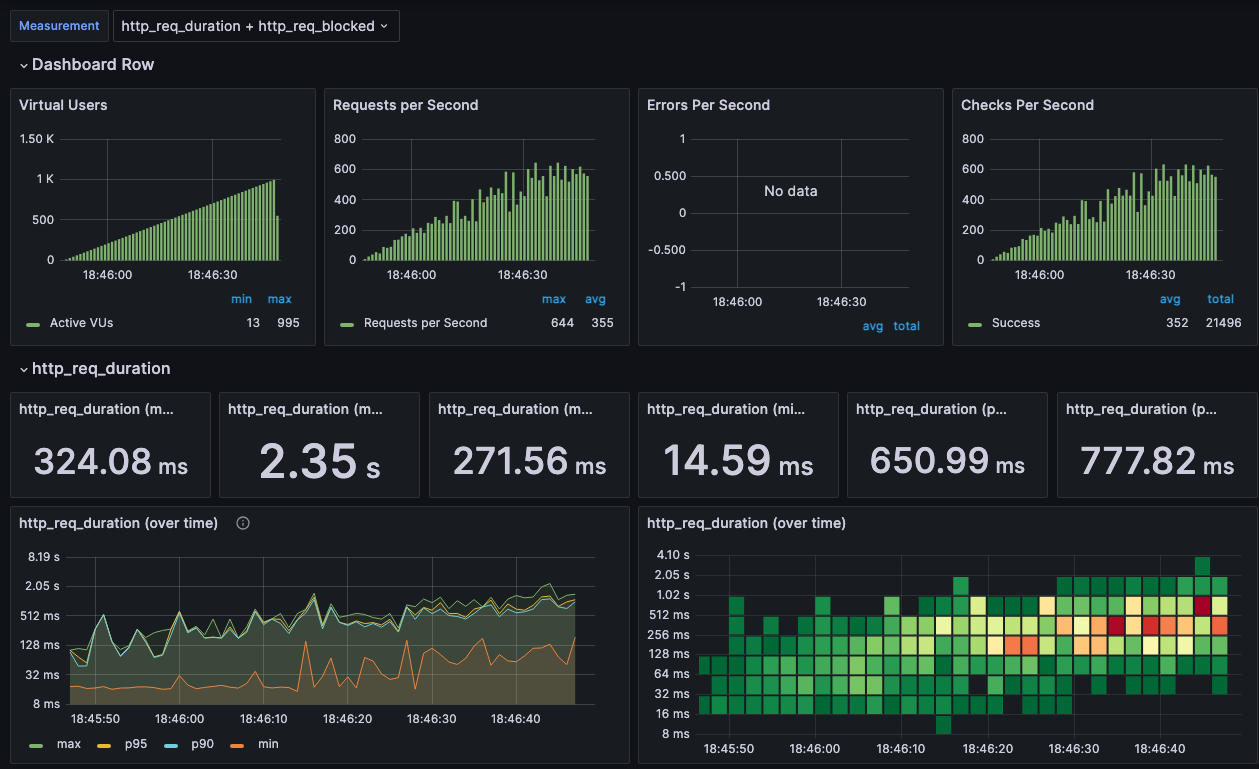 Measurement http_req_duration + http_req_blocked
Dashboard Row
Virtual Users
1.50 K
1 K
500
0
18:46:00 18:46:30
min max
Active VUs 13 995
Requests per Second
800
600
400
200
0
18:46:00 18:46:30
max avg
Requests per Second 644 355
Errors Per Second
1
0.500
0
-0.500
-1
No data
18:46:00 18:46:30
avg total
Checks Per Second
800
600
400
200
0
18:46:00 18:46:30
avg total
Success 352 21496
http_req_duration
http_req_duration (m...
324.08 ms
http_req_duration (m...
2.35 s
http_req_duration (m...
271.56 ms
http_req_duration (mi...
14.59 ms
http_req_duration (p...
650.99 ms
http_req_duration (p...
777.82 ms
http_req_duration (over time)
8.19 s
2.05 s
512 ms
128 ms
32 ms
8 ms
18:45:50 18:46:00 18:46:10 18:46:20 18:46:30 18:46:40
max p95 p90 min
http_req_duration (over time)
4.10 s
2.05 s
1.02 s
512 ms
256 ms
128 ms
64 ms
32 ms
16 ms
8 ms
18:45:50 18:46:00 18:46:10 18:46:20 18:46:30 18:46:40